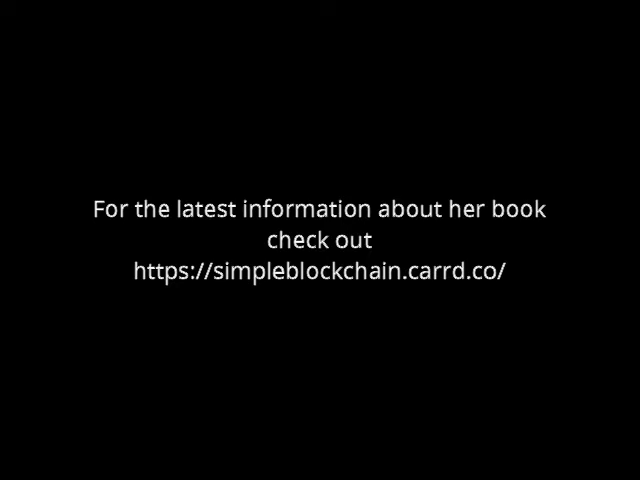 For the latest information about her book
check out
https://simpleblockchain.carrd.co/